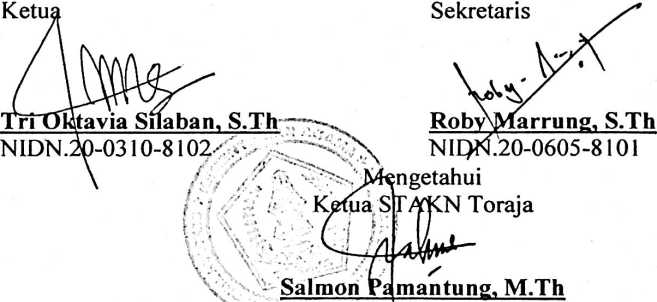 Ketua
Sekretaris
Tri Oktavia Silaban, S.Th
NIDN.20-0310-8102
Roby Marrung, S.Th
NIDN.20-0605-8101
Mengetahui
Ketua STAKN Toraja
Salmon Pamantung, M.Th